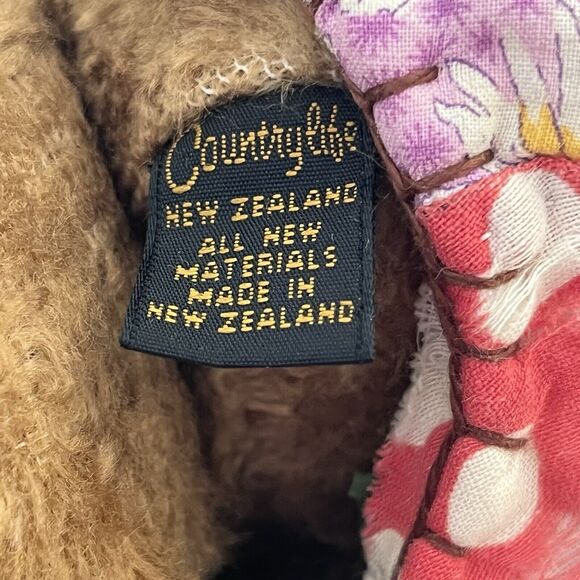 Countrylife
NEW ZEALAND
ALL NEW
MATERIALS
MADE IN
NEW ZEALAND